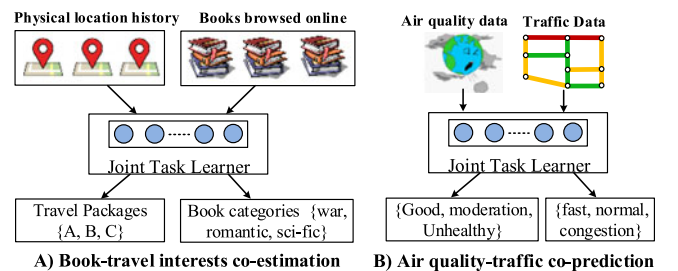 Physical location history
Books browsed online
Joint Task Learner
Travel Packages
{A, B, C}
Book categories {war,
romantic, sci-fic}
A) Book-travel interests co-estimation
Air quality data
Traffic Data
Joint Task Learner
{Good, moderation,
Unhealthy}
{fast, normal,
congestion}
B) Air quality-traffic co-prediction